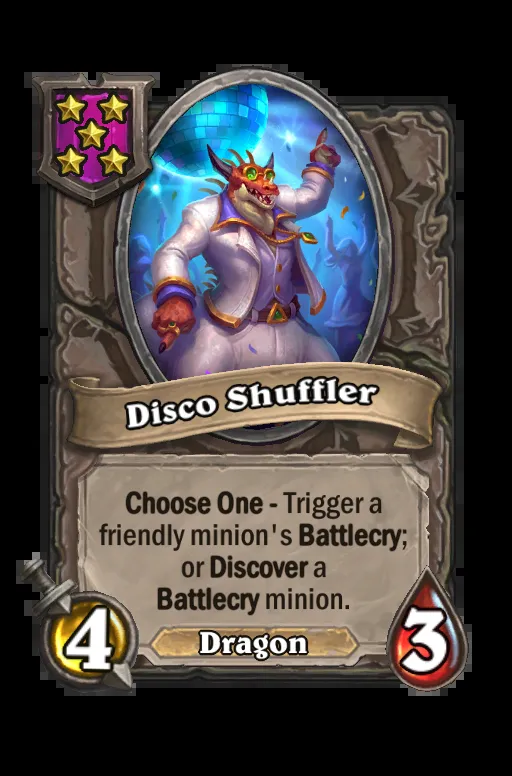 Disco Shuffler
Choose One - Trigger a
friendly minion's Battlecry;
or Discover a
Battlecry minion.
4
Dragon
3